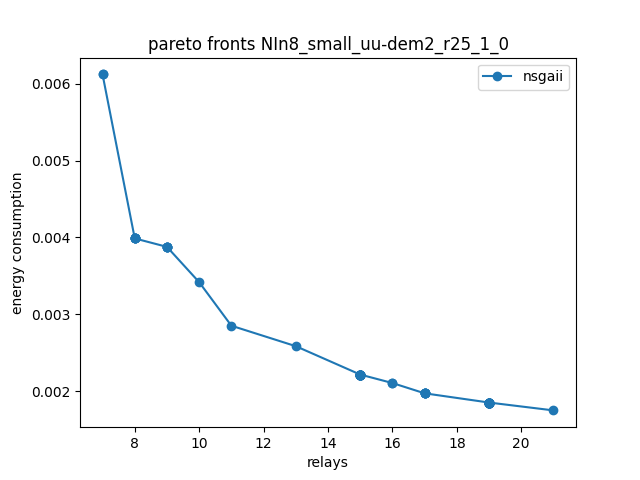 pareto fronts NIn8_small_uu-dem2_r25_1_0
nsgaii
energy consumption
0.006
0.005
0.004
0.003
0.002
8 10 12 14 16 18 20
relays